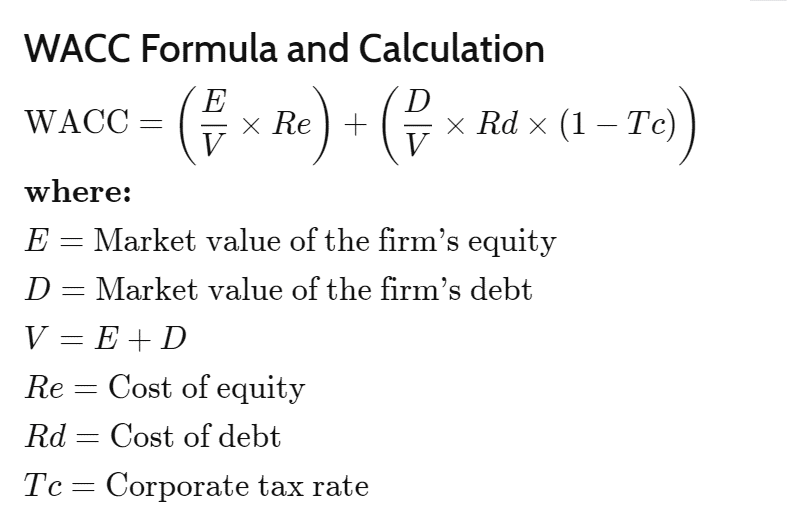 WACC Formula and Calculation
WACC = (E/V × Re) + (D/V × Rd × (1 − Tc))
where:
E = Market value of the firm’s equity
D = Market value of the firm’s debt
V = E + D
Re = Cost of equity
Rd = Cost of debt
Tc = Corporate tax rate